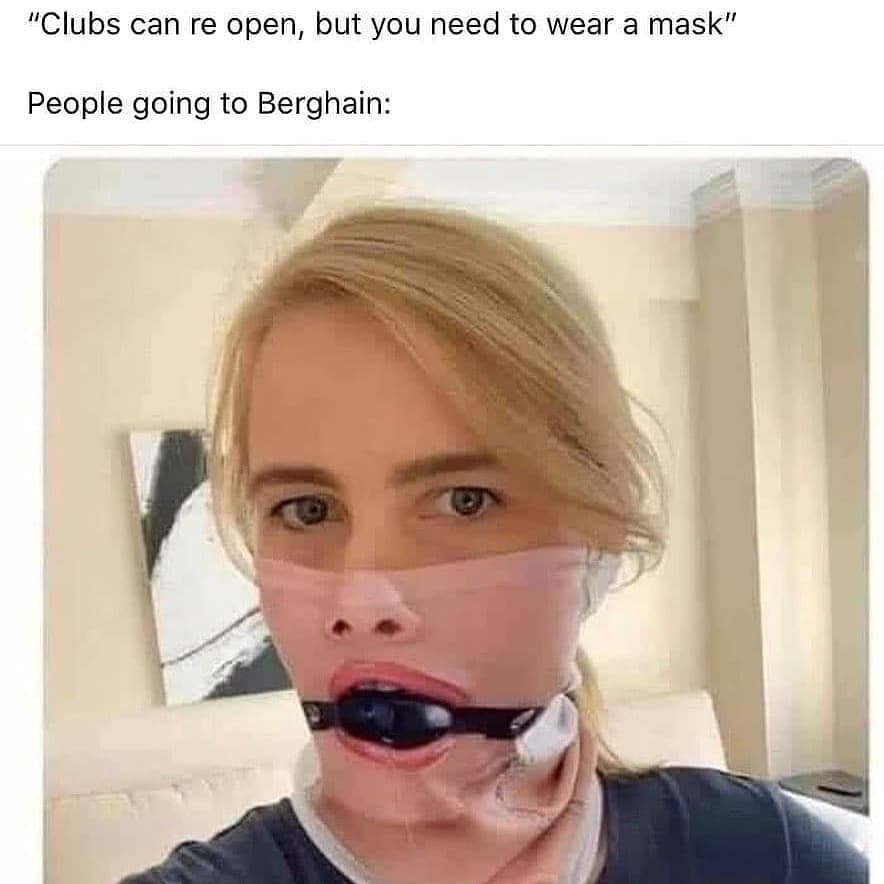 “Clubs can re open, but you need to wear a mask”
People going to Berghain: